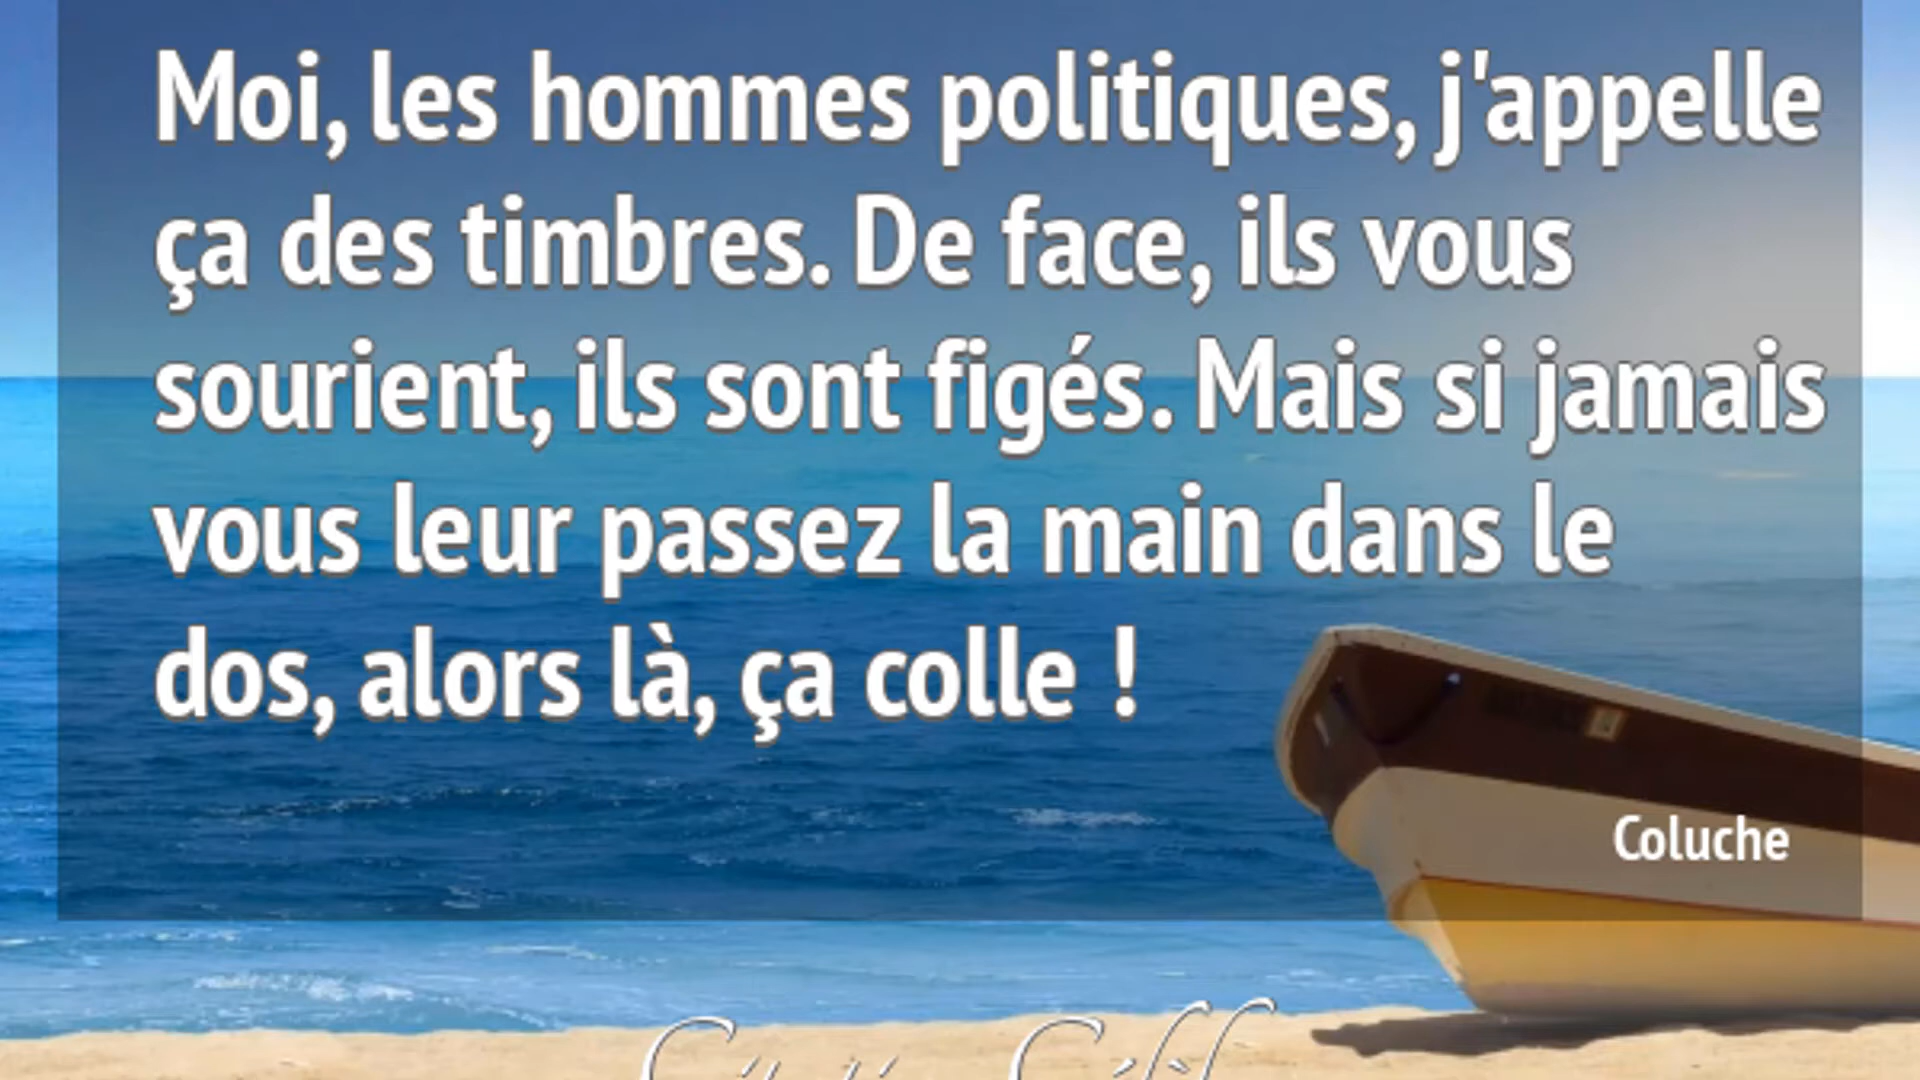 Moi, les hommes politiques, j'appelle
ça des timbres. De face, ils vous
sourient, ils sont figés. Mais si jamais
vous leur passez la main dans le
dos, alors là, ça colle !
Coluche